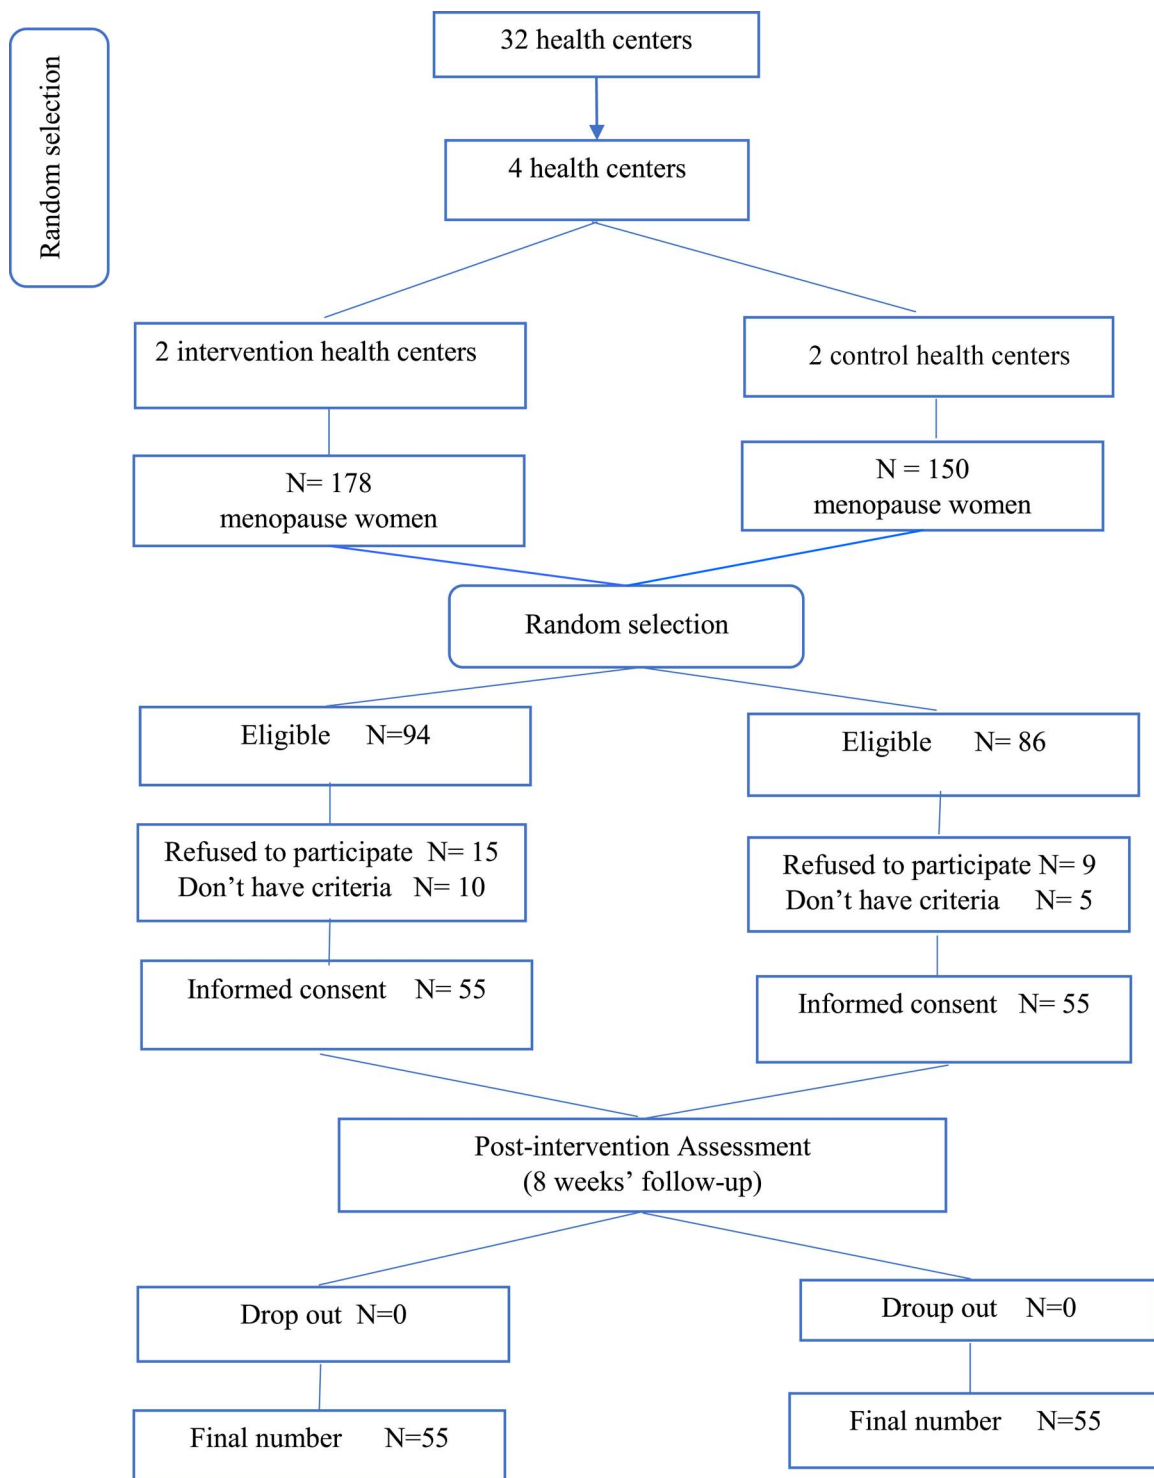 Random selection
32 health centers
4 health centers
2 intervention health centers
2 control health centers
N= 178
menopause women
N = 150
menopause women
Random selection
Eligible N=94
Eligible N= 86
Refused to participate N= 15
Don’t have criteria N= 10
Refused to participate N= 9
Don’t have criteria N= 5
Informed consent N= 55
Informed consent N= 55
Post-intervention Assessment
(8 weeks’ follow-up)
Drop out N=0
Droup out N=0
Final number N=55
Final number N=55